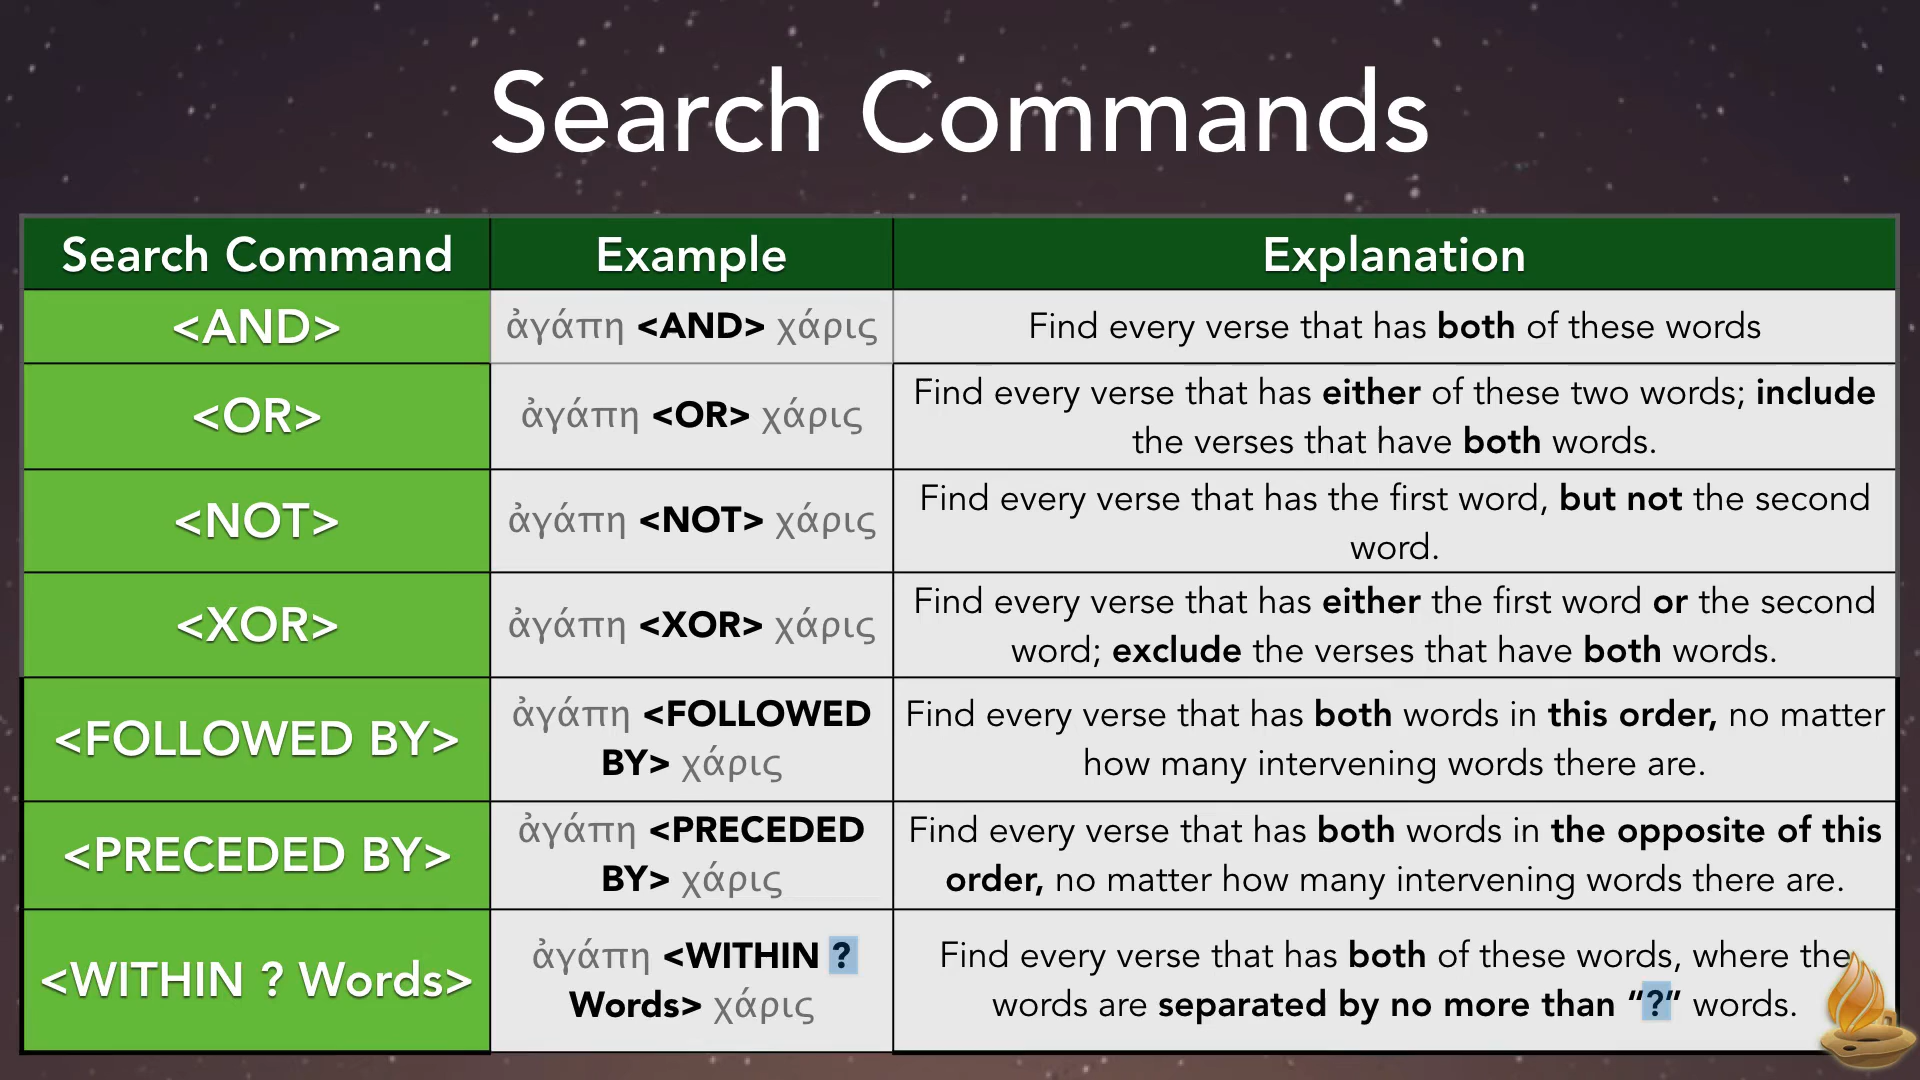 Search Commands
Search Command
Example
Explanation
<AND>
ἀγάπη <AND> χάρις
Find every verse that has both of these words
<OR>
ἀγάπη <OR> χάρις
Find every verse that has either of these two words; include
the verses that have both words.
<NOT>
ἀγάπη <NOT> χάρις
Find every verse that has the first word, but not the second
word.
<XOR>
ἀγάπη <XOR> χάρις
Find every verse that has either the first word or the second
word; exclude the verses that have both words.
<FOLLOWED BY>
ἀγάπη <FOLLOWED
BY> χάρις
Find every verse that has both words in this order, no matter
how many intervening words there are.
<PRECEDED BY>
ἀγάπη <PRECEDED
BY> χάρις
Find every verse that has both words in the opposite of this
order, no matter how many intervening words there are.
<WITHIN ? Words>
ἀγάπη <WITHIN ?
Words> χάρις
Find every verse that has both of these words, where the
words are separated by no more than “?” words.